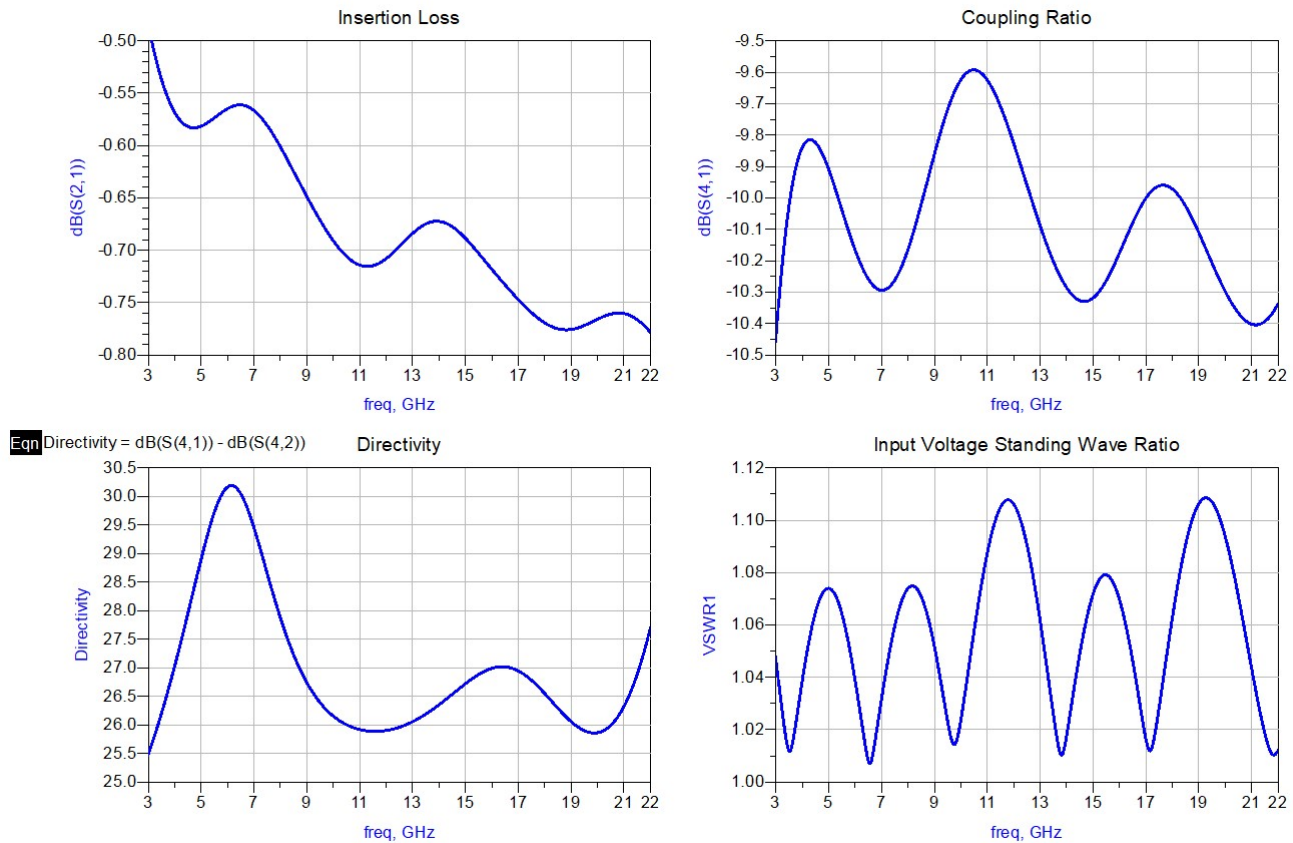 Insertion Loss
dB(S(2,1))
-0.50
-0.55
-0.60
-0.65
-0.70
-0.75
-0.80
3 5 7 9 11 13 15 17 19 21 22
freq, GHz
Coupling Ratio
dB(S(4,1))
-9.5
-9.6
-9.7
-9.8
-9.9
-10.0
-10.1
-10.2
-10.3
-10.4
-10.5
3 5 7 9 11 13 15 17 19 21 22
freq, GHz
Eqn Directivity = dB(S(4,1)) - dB(S(4,2))
Directivity
Directivity
30.5
30.0
29.5
29.0
28.5
28.0
27.5
27.0
26.5
26.0
25.5
25.0
3 5 7 9 11 13 15 17 19 21 22
freq, GHz
Input Voltage Standing Wave Ratio
VSWR1
1.12
1.10
1.08
1.06
1.04
1.02
1.00
3 5 7 9 11 13 15 17 19 21 22
freq, GHz